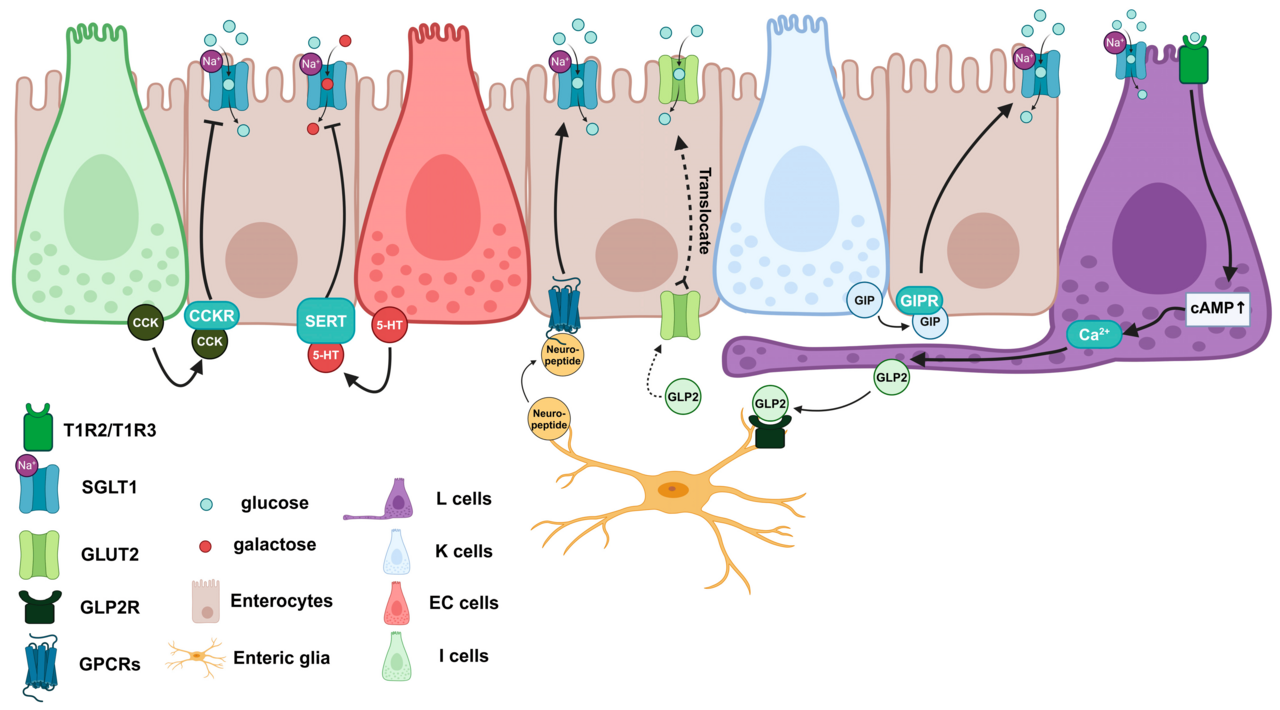 Na⁺
Na⁺
Na⁺
Na⁺
Na⁺
Translocate
CCK
CCKR
CCK
SERT
5-HT
5-HT
Neuro-
peptide
Neuro-
peptide
GLP2
GIP
GIPR
GIP
cAMP↑
Ca²⁺
GLP2
GLP2
T1R2/T1R3
Na⁺
SGLT1
GLUT2
GLP2R
GPCRs
glucose
galactose
Enterocytes
Enteric glia
L cells
K cells
EC cells
I cells